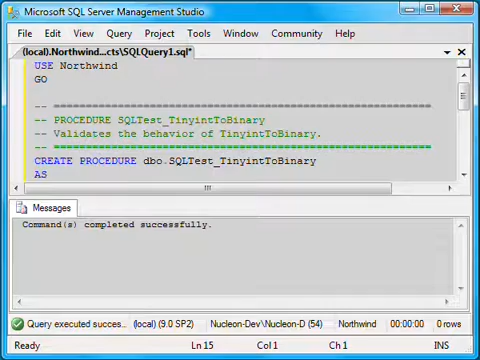 Microsoft SQL Server Management Studio
File Edit View Query Project Tools Window Community Help
(local).Northwind...cts\SQLQuery1.sql*
USE Northwind
GO
-- =============================================
-- PROCEDURE SQLTest_TinyintToBinary
-- Validates the behavior of TinyintToBinary.
-- =============================================
CREATE PROCEDURE dbo.SQLTest_TinyintToBinary
AS
Messages
Command(s) completed successfully.
Query executed succes... (local) (9.0 SP2) Nucleon-Dev\Nucleon-D (54) Northwind 00:00:00 0 rows
Ready Ln 15 Col 1 Ch 1 INS